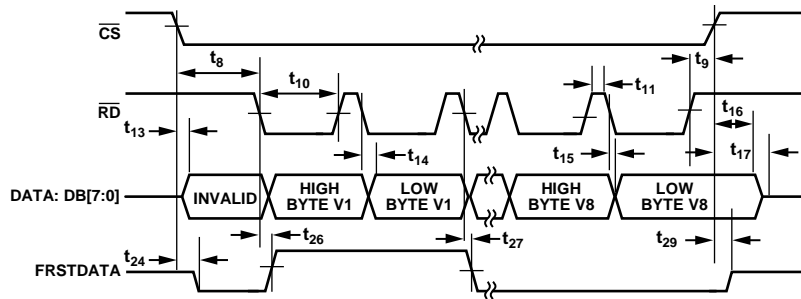 CS
t8
t9
t10
t11
RD
t16
t13
t14
t15
t17
DATA: DB[7:0]
INVALID
HIGH BYTE V1
LOW BYTE V1
HIGH BYTE V8
LOW BYTE V8
t24
t26
t27
t29
FRSTDATA